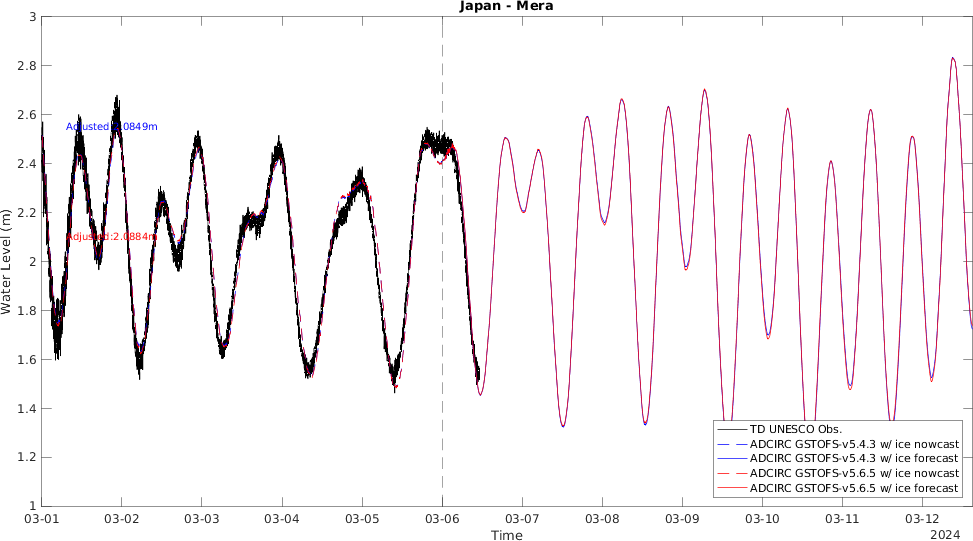 Japan - Mera
3
2.8
2.6
2.4
2.2
2
1.8
1.6
1.4
1.2
1
Water Level (m)
Adjusted 2.0849m
Adjusted:2.0884m
TD UNESCO Obs.
ADCIRC GSTOFS-v5.4.3 w/ ice nowcast
ADCIRC GSTOFS-v5.4.3 w/ ice forecast
ADCIRC GSTOFS-v5.6.5 w/ ice nowcast
ADCIRC GSTOFS-v5.6.5 w/ ice forecast
03-01 03-02 03-03 03-04 03-05 03-06 03-07 03-08 03-09 03-10 03-11 03-12
Time
2024